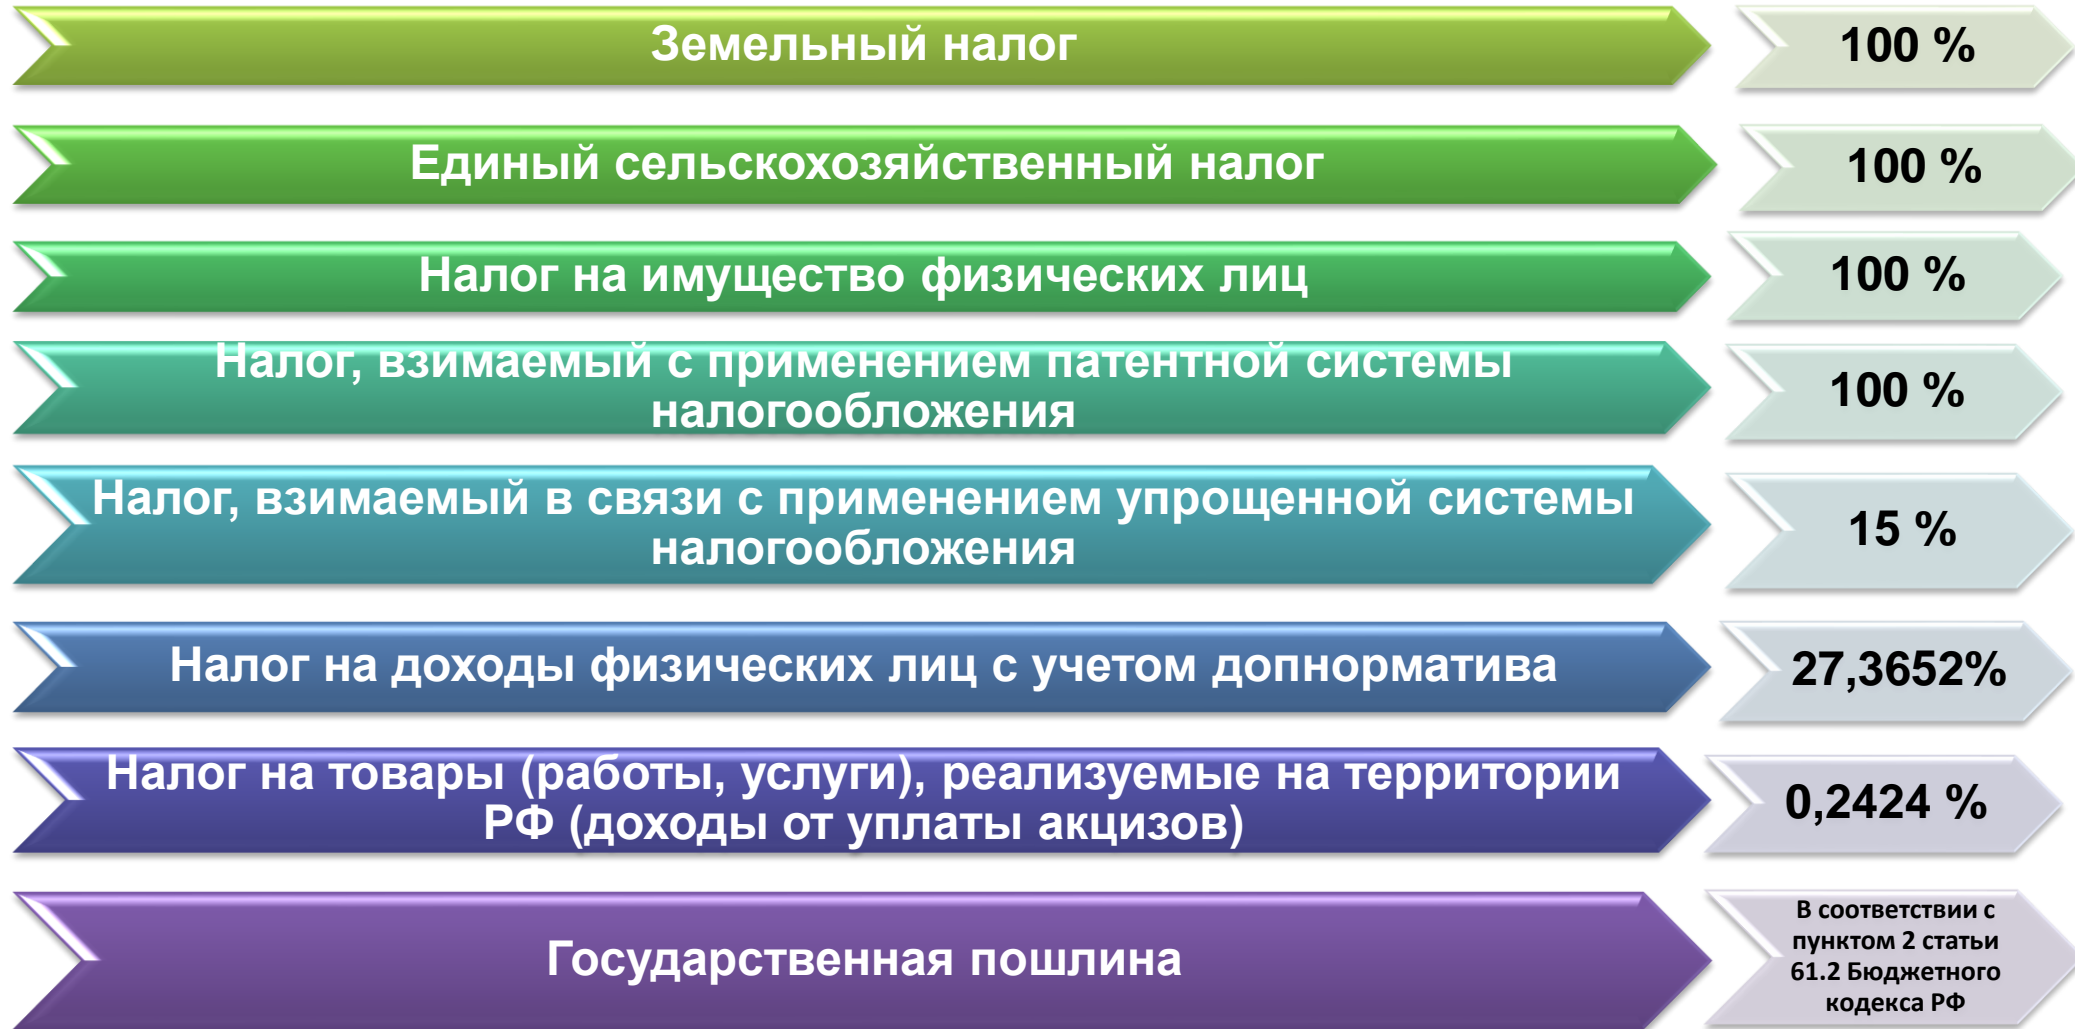 Земельный налог
100 %
Единый сельскохозяйственный налог
100 %
Налог на имущество физических лиц
100 %
Налог, взимаемый с применением патентной системы
налогообложения
100 %
Налог, взимаемый в связи с применением упрощенной системы
налогообложения
15 %
Налог на доходы физических лиц с учетом допнорматива
27,3652%
Налог на товары (работы, услуги), реализуемые на территории
РФ (доходы от уплаты акцизов)
0,2424 %
Государственная пошлина
В соответствии с
пунктом 2 статьи
61.2 Бюджетного
кодекса РФ